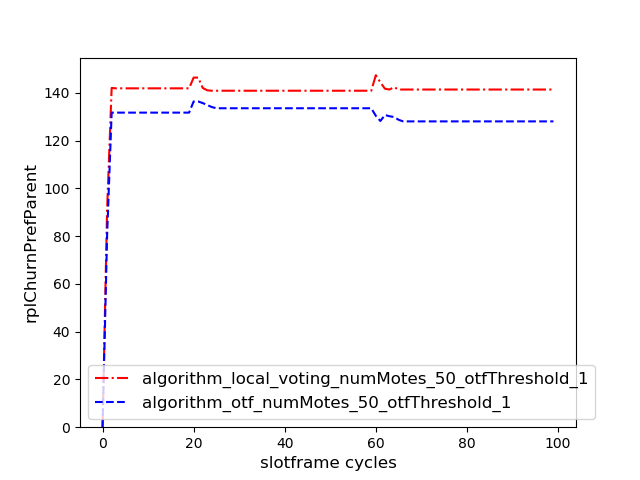 140
120
100
80
60
40
20
0
rplChurnPrefParent
algorithm_local_voting_numMotes_50_otfThreshold_1
algorithm_otf_numMotes_50_otfThreshold_1
0 20 40 60 80 100
slotframe cycles